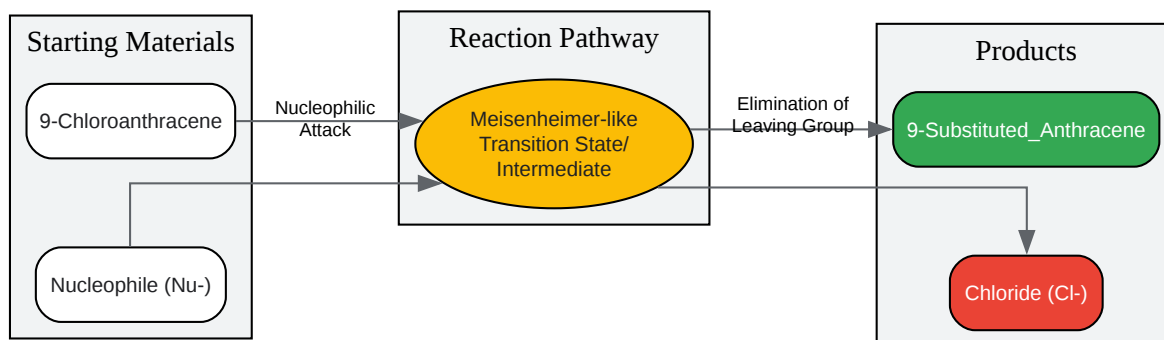 Starting Materials
9-Chloroanthracene
Nucleophile (Nu-)
Nucleophilic
Attack
Reaction Pathway
Meisenheimer-like
Transition State/
Intermediate
Elimination of
Leaving Group
Products
9-Substituted_Anthracene
Chloride (Cl-)